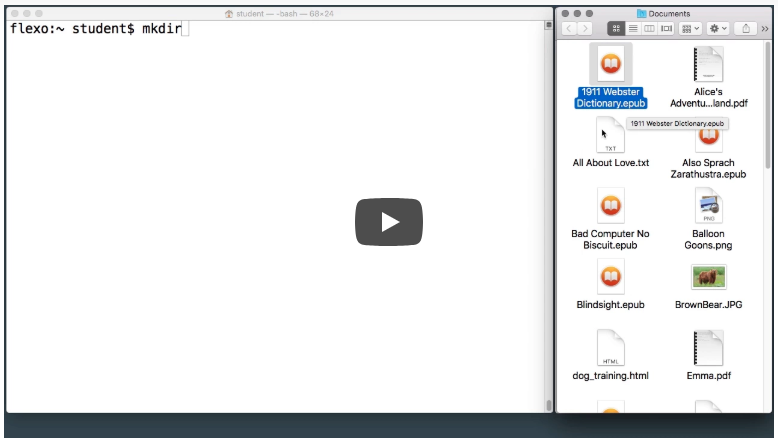 student — -bash — 68×24
flexo:~ student$ mkdir
Documents
1911 Webster
Dictionary.epub
Alice's
Adventu...land.pdf
1911 Webster Dictionary.epub
TXT
All About Love.txt
Also Sprach
Zarathustra.epub
PNG
Bad Computer No
Biscuit.epub
Balloon
Goons.png
Blindsight.epub
BrownBear.JPG
HTML
dog_training.html
Emma.pdf